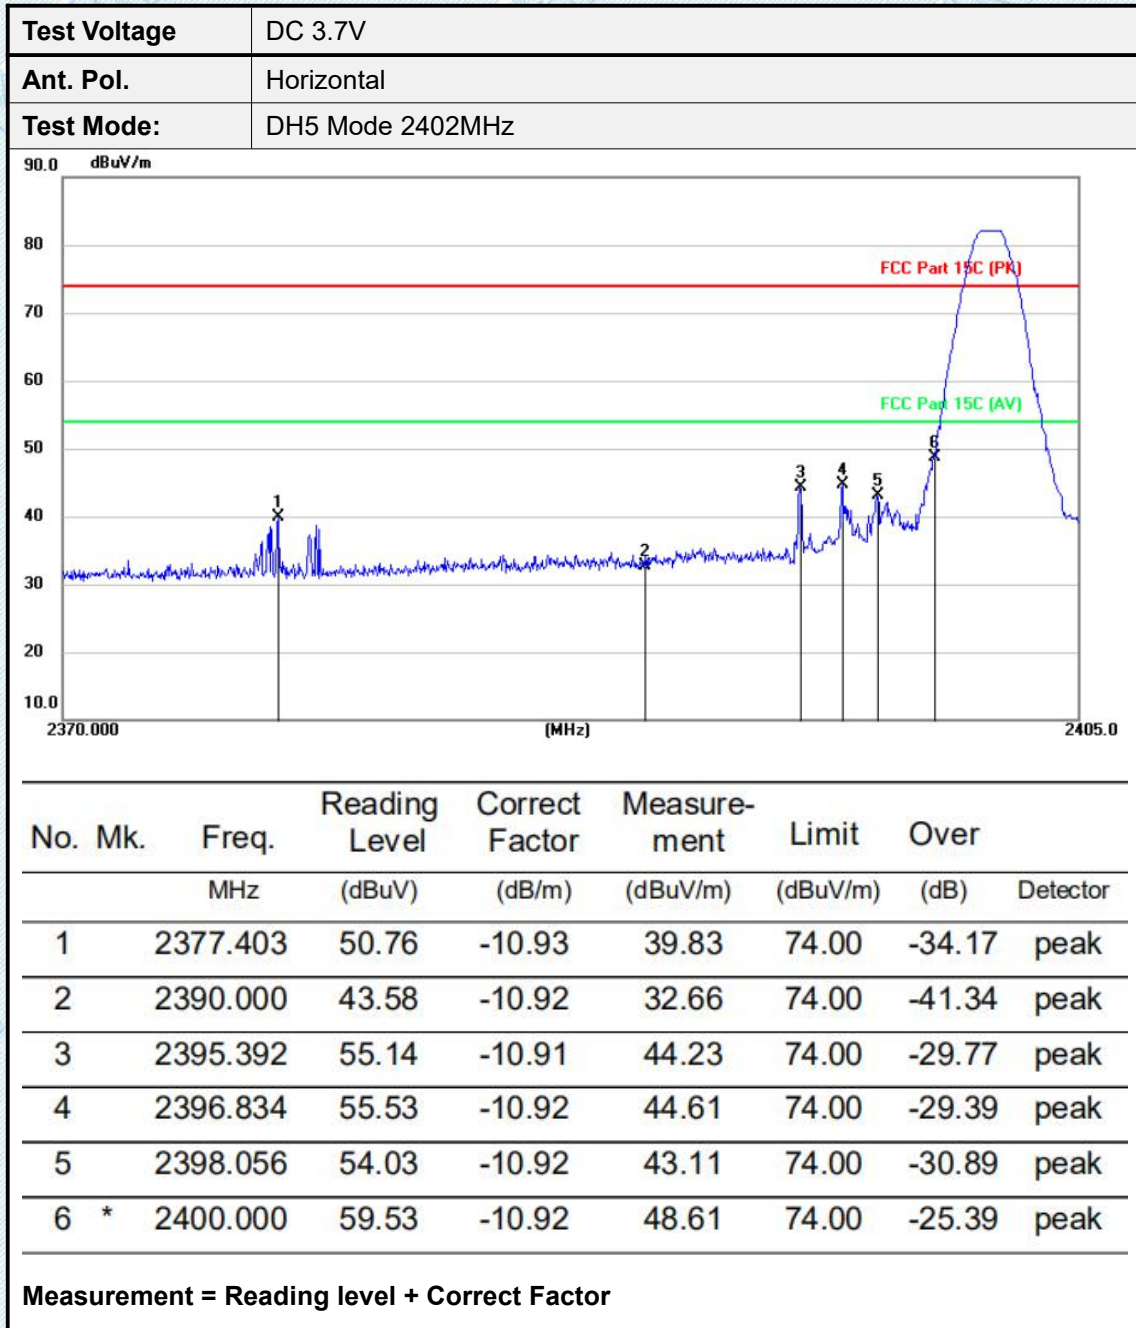 Test Voltage DC 3.7V
Ant. Pol. Horizontal
Test Mode: DH5 Mode 2402MHz
90.0 dBuV/m
80
FCC Part 15C (PK)
70
60
FCC Part 15C (AV)
50
6
3 4 5
1
40
2
30
20
10.0
2370.000 (MHz) 2405.0
No. Mk. Freq. Reading Level Correct Factor Measure-ment Limit Over
MHz (dBuV) (dB/m) (dBuV/m) (dBuV/m) (dB) Detector
1 2377.403 50.76 -10.93 39.83 74.00 -34.17 peak
2 2390.000 43.58 -10.92 32.66 74.00 -41.34 peak
3 2395.392 55.14 -10.91 44.23 74.00 -29.77 peak
4 2396.834 55.53 -10.92 44.61 74.00 -29.39 peak
5 2398.056 54.03 -10.92 43.11 74.00 -30.89 peak
6 * 2400.000 59.53 -10.92 48.61 74.00 -25.39 peak
Measurement = Reading level + Correct Factor